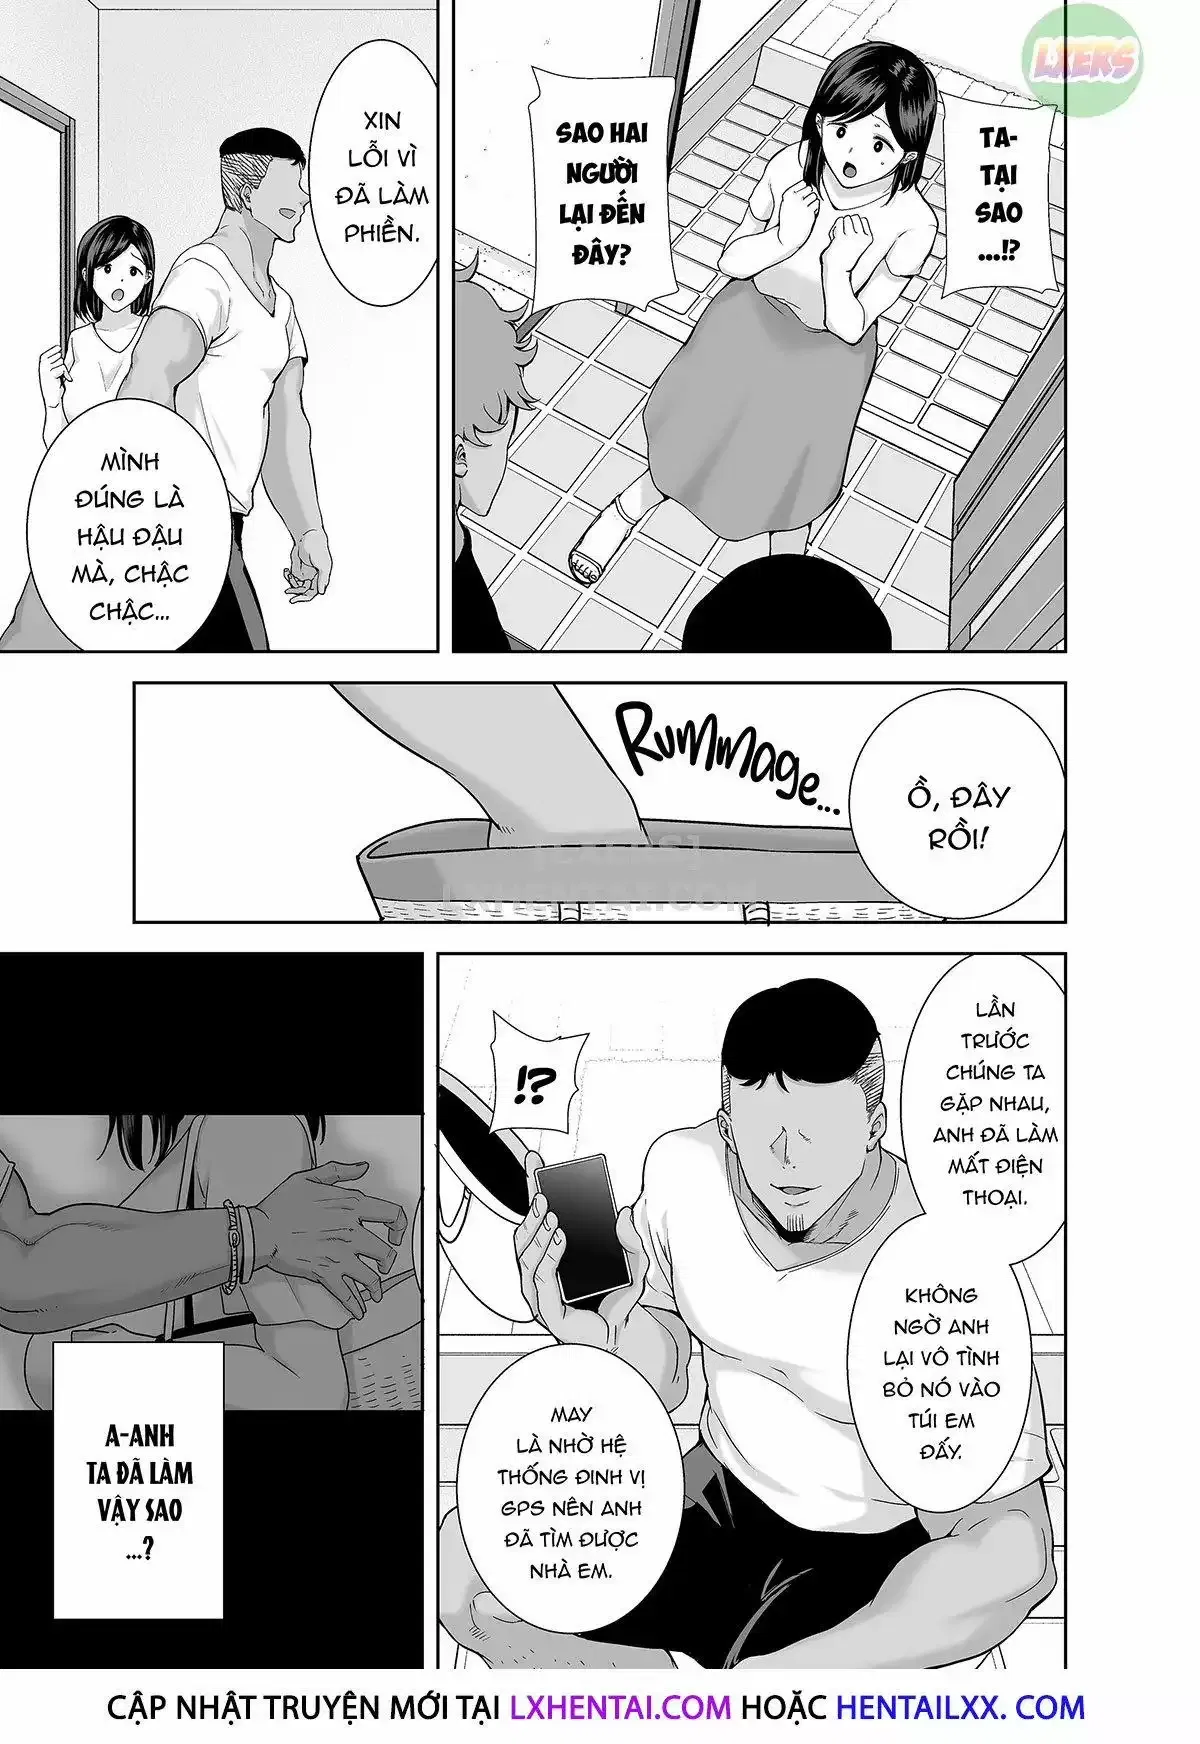 LXERS
TA-
TẠI
SAO
...!?
SAO HAI
NGƯỜI
LẠI ĐẾN
ĐÂY?
XIN
LỖI VÌ
ĐÃ LÀM
PHIỀN.
MÌNH
ĐÚNG LÀ
HẬU ĐẬU
MÀ, CHẬC
CHẬC...
Ồ, ĐÂY
RỒI!
RUMMAGE...
[LXERS]
LXHENTAI.COM
LẦN
TRƯỚC
CHÚNG TA
GẶP NHAU,
ANH ĐÃ LÀM
MẤT ĐIỆN
THOẠI.
KHÔNG
NGỜ ANH
LẠI VÔ TÌNH
BỎ NÓ VÀO
TÚI EM
ĐẤY.
!?
MAY
LÀ NHỜ HỆ
THỐNG ĐINH VỊ
GPS NÊN ANH
ĐÃ TÌM ĐƯỢC
NHÀ EM.
A-ANH
TA ĐÃ LÀM
VẬY SAO
...?
CẬP NHẬT TRUYỆN MỚI TẠI LXHENTAI.COM HOẶC HENTAILXX. COM